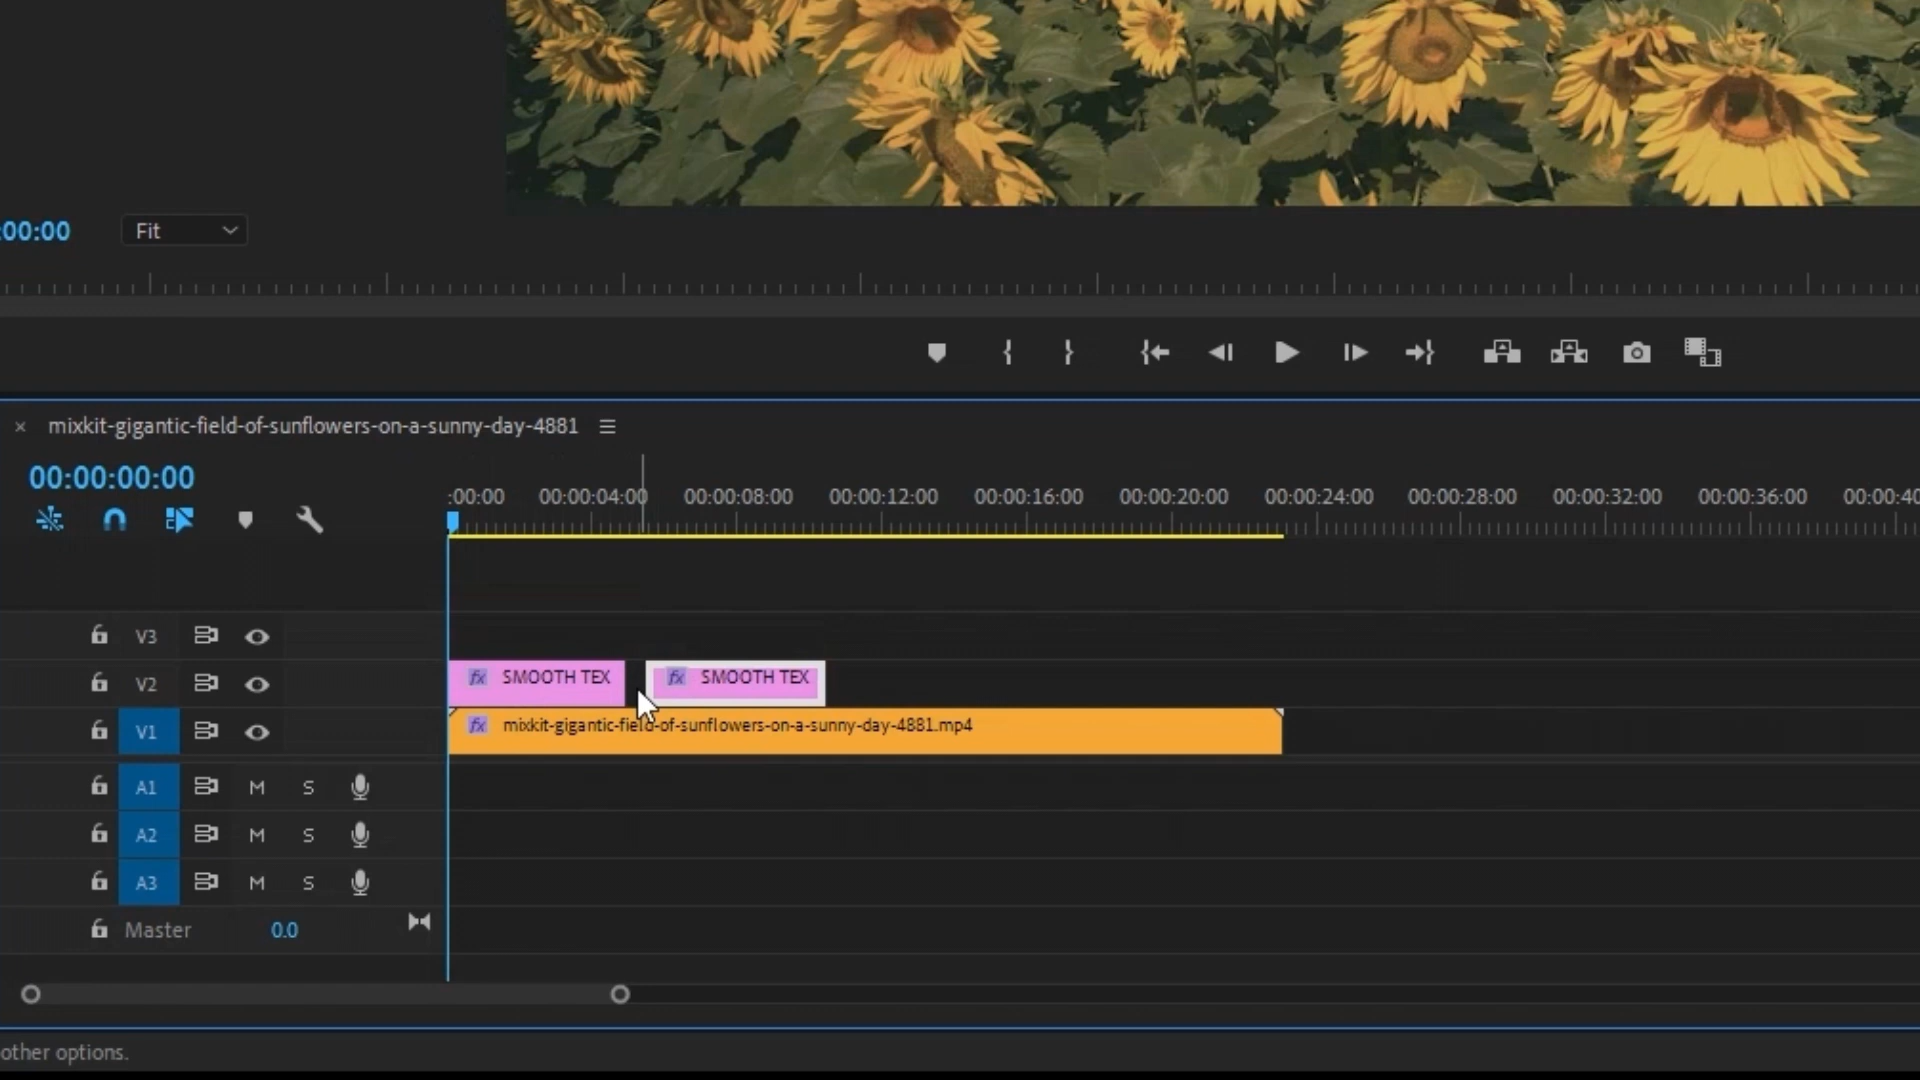 :00:00
Fit
mixkit-gigantic-field-of-sunflowers-on-a-sunny-day-4881
00:00:00:00
:00:00 00:00:04:00 00:00:08:00 00:00:12:00 00:00:16:00 00:00:20:00 00:00:24:00 00:00:28:00 00:00:32:00 00:00:36:00 00:00:40
V3
V2 fx SMOOTH TEX fx SMOOTH TEX
V1 fx mixkit-gigantic-field-of-sunflowers-on-a-sunny-day-4881.mp4
A1 M S
A2 M S
A3 M S
Master 0.0
other options.